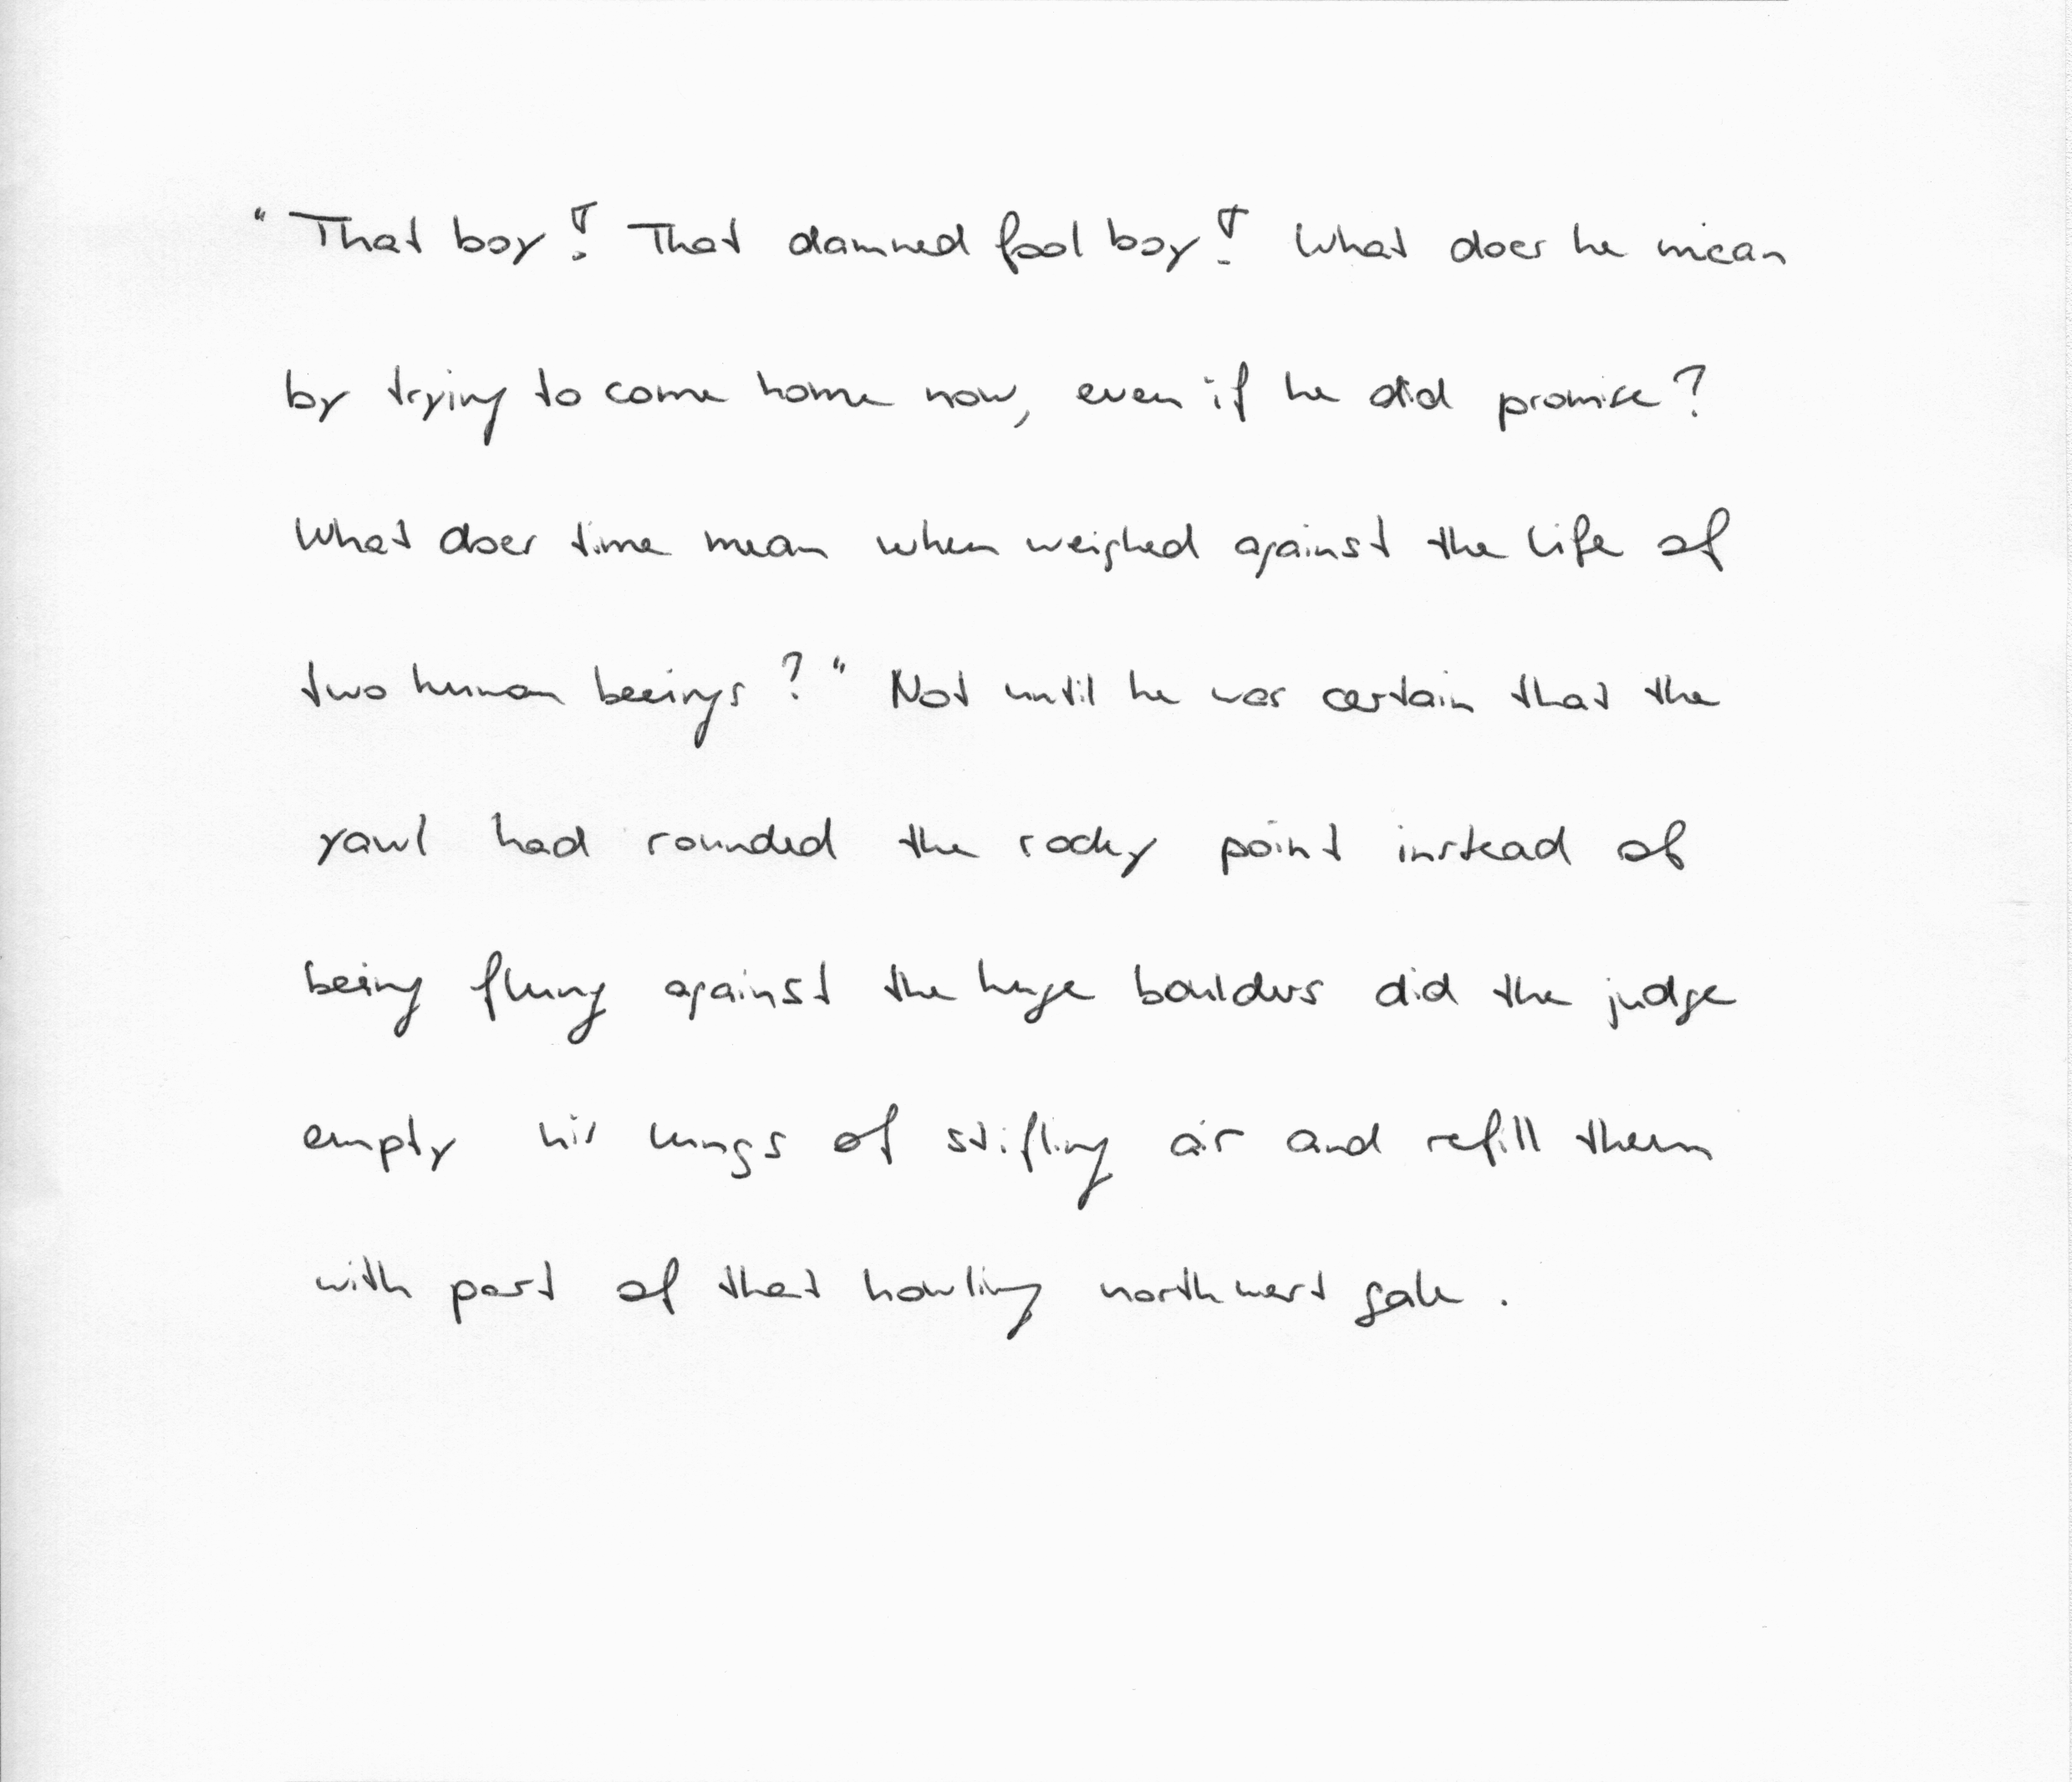 "That boy! That damned fool boy! What does he mean
by trying to come home now, even if he did promise?
What does time mean when weighed against the life of
two human beeings?" Not until he was certain that the
yawl had rounded the rocky point instead of
being flung against the huge boulders did the judge
empty his lungs of stifling air and refill them
with part of that howling northwest gale.